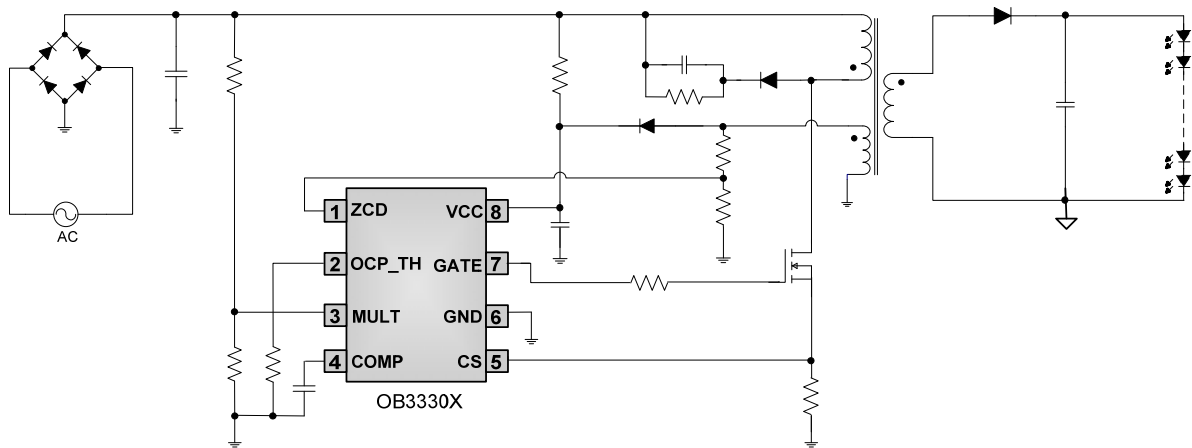 AC
1 ZCD VCC 8
2 OCP_TH GATE 7
3 MULT GND 6
4 COMP CS 5
OB3330X